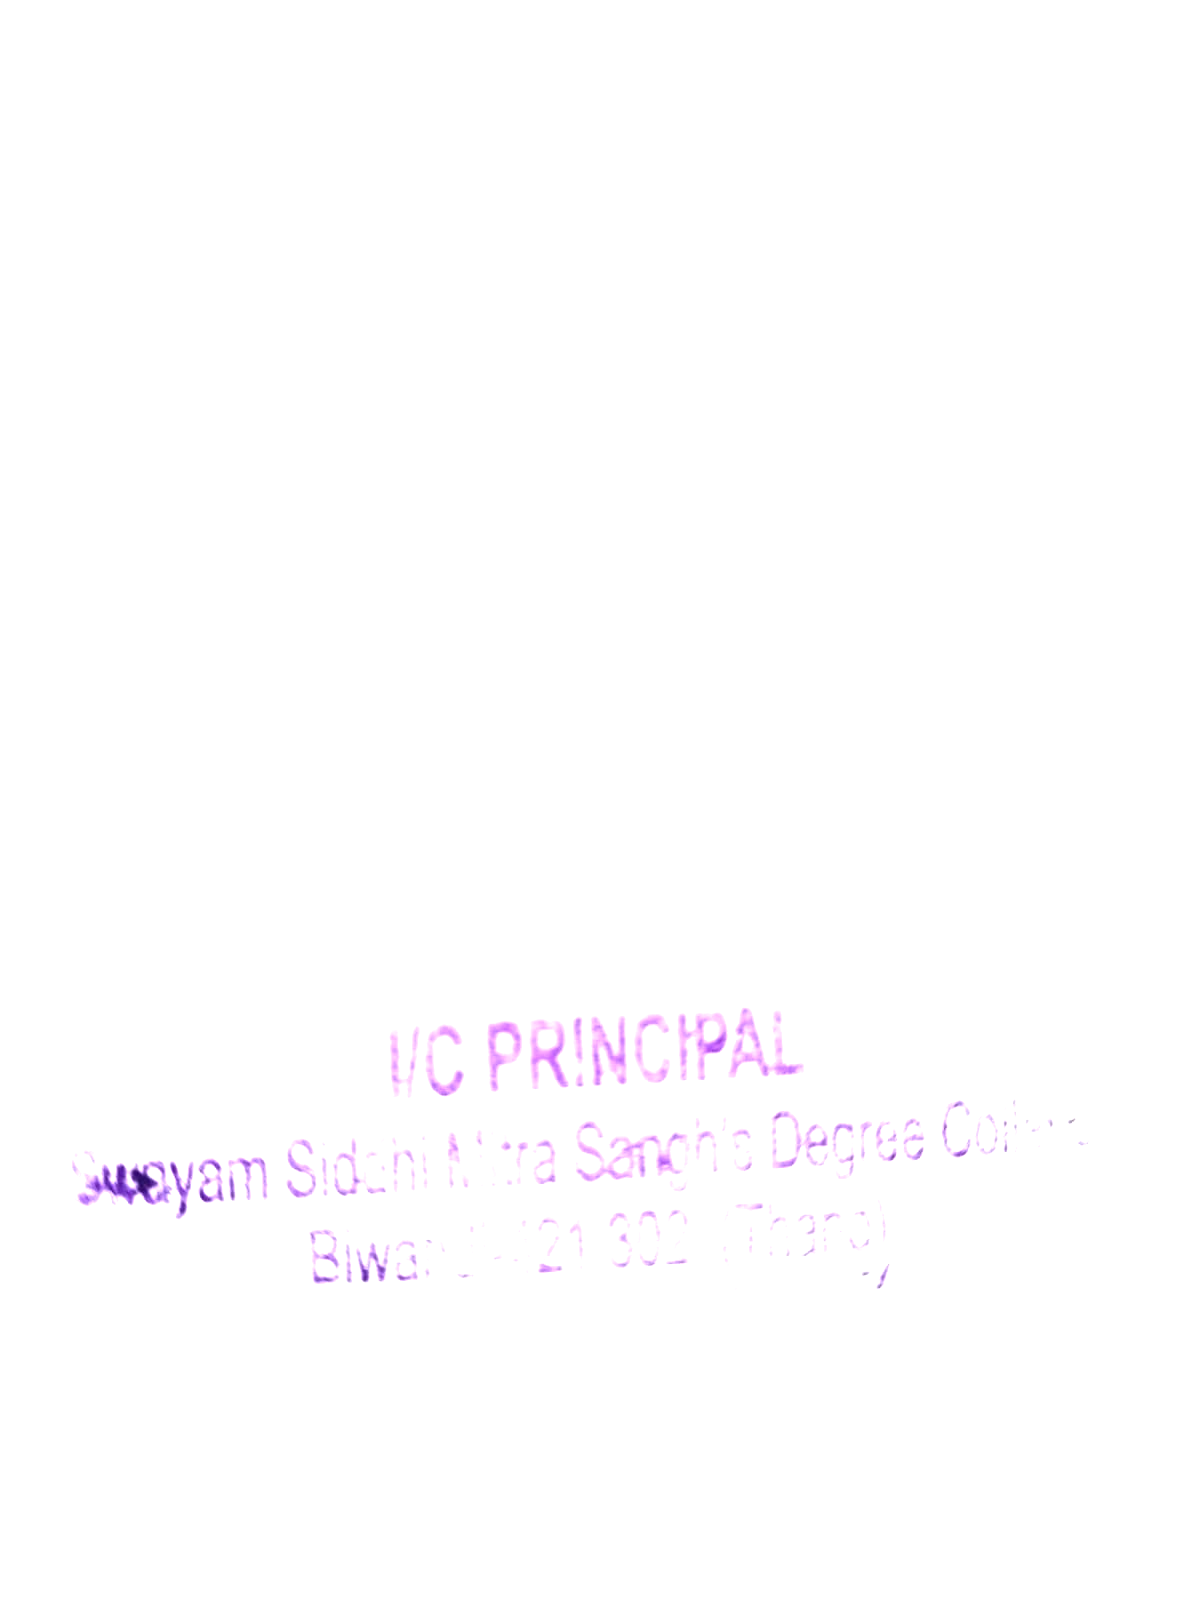 I/C PRINCIPAL
Swayam Siddhi Mitra Sangh's Degree College
Biwandi-421 302 (Thane)